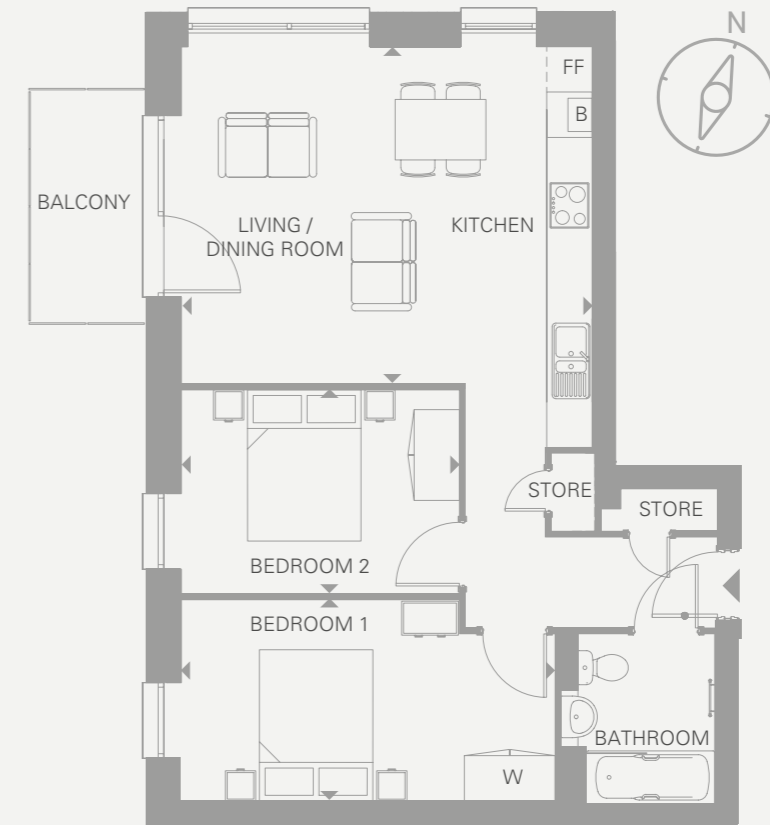 N
FF
B
BALCONY
LIVING /
DINING ROOM
KITCHEN
STORE
STORE
BEDROOM 2
BEDROOM 1
BATHROOM
W